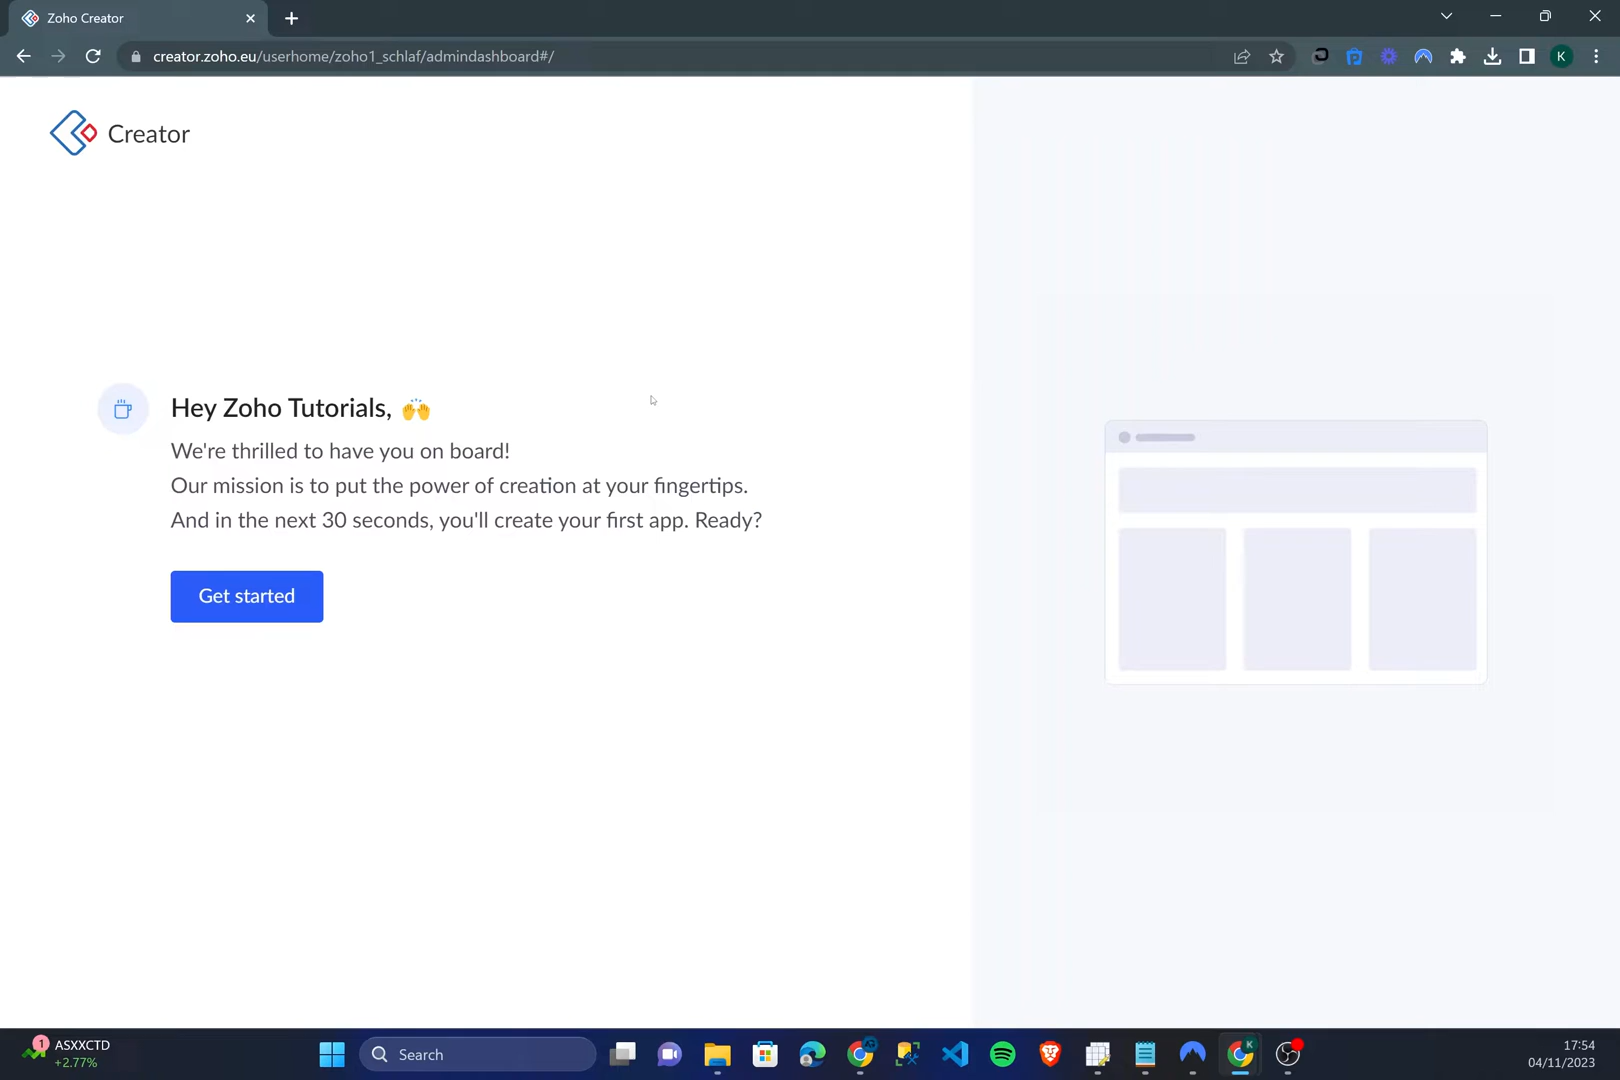 Zoho Creator
creator.zoho.eu/userhome/zoho1_schlaf/admindashboard#/
K
Creator
Hey Zoho Tutorials, 🙌
We're thrilled to have you on board!
Our mission is to put the power of creation at your fingertips.
And in the next 30 seconds, you'll create your first app. Ready?
Get started
1
ASXXCTD
+2.77%
Search
K
17:54
04/11/2023